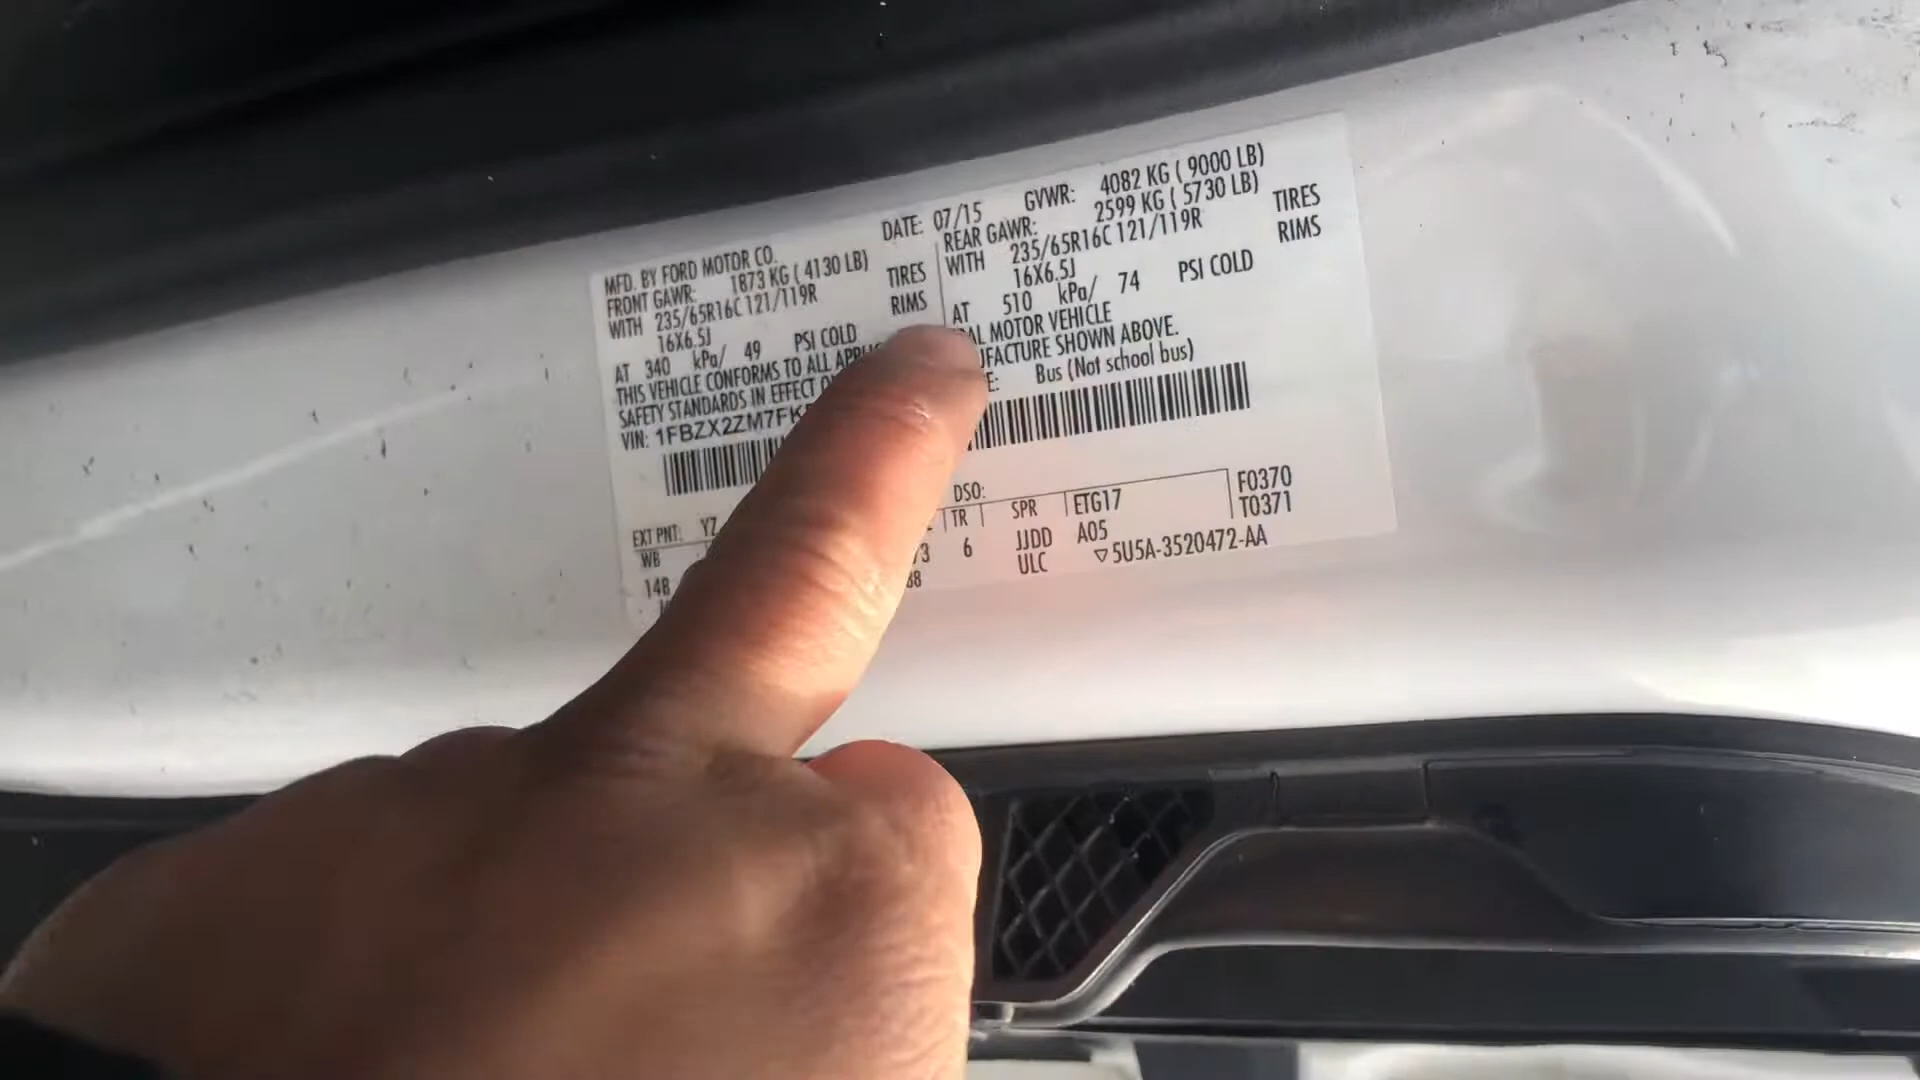 MFD. BY FORD MOTOR CO.
DATE: 07/15 GVWR: 4082 KG ( 9000 LB)
FRONT GAWR: 1873 KG ( 4130 LB)
WITH 235/65R16C 121/119R TIRES
16X6.5J RIMS
AT 340 kPa/ 49 PSI COLD
REAR GAWR: 2599 KG ( 5730 LB)
WITH 235/65R16C 121/119R TIRES
16X6.5J RIMS
AT 510 kPa/ 74 PSI COLD
THIS VEHICLE CONFORMS TO ALL MOTOR VEHICLE
SAFETY STANDARDS IN EFFECT SHOWN ABOVE.
VIN: 1FBZX2ZM7FK Bus (Not school bus)
EXT PNT: YZ DSO:
WB TR SPR ETG17 F0370
T0371
148 6 JJDD A05
ULC ▽5U5A-3520472-AA